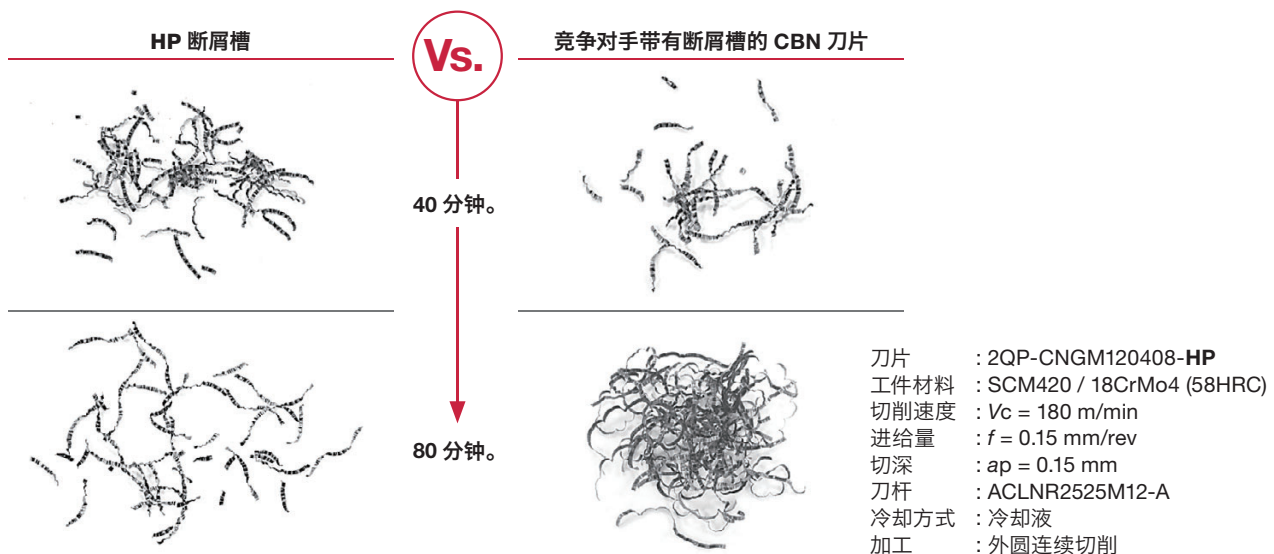 HP 断屑槽
Vs.
竞争对手带有断屑槽的 CBN 刀片
40 分钟。
80 分钟。
刀片 : 2QP-CNGM120408-HP
工件材料 : SCM420 / 18CrMo4 (58HRC)
切削速度 : Vc = 180 m/min
进给量 : f = 0.15 mm/rev
切深 : ap = 0.15 mm
刀杆 : ACLNR2525M12-A
冷却方式 : 冷却液
加工 : 外圆连续切削